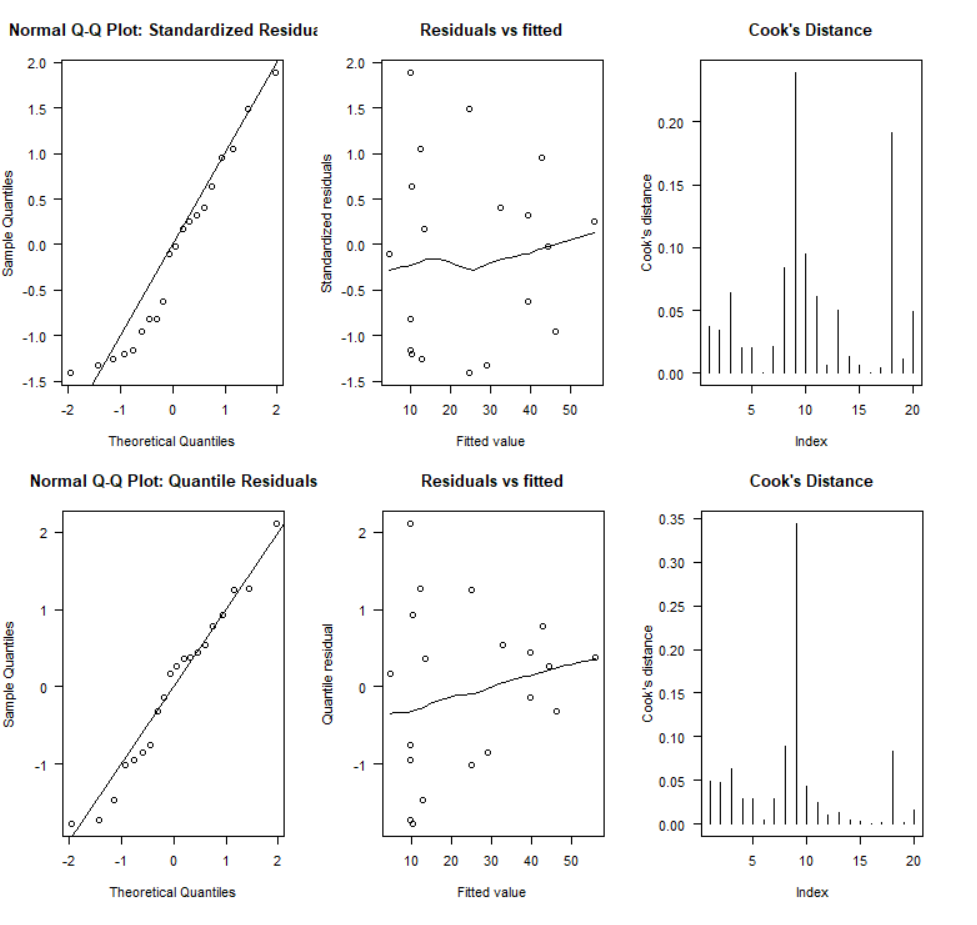 Normal Q-Q Plot: Standardized Residua
Sample Quantiles
2.0
1.5
1.0
0.5
0.0
-0.5
-1.0
-1.5
-2 -1 0 1 2
Theoretical Quantiles
Residuals vs fitted
Standardized residuals
2.0
1.5
1.0
0.5
0.0
-0.5
-1.0
-1.5
10 20 30 40 50
Fitted value
Cook's Distance
Cook's distance
0.20
0.15
0.10
0.05
0.00
5 10 15 20
Index
Normal Q-Q Plot: Quantile Residuals
Sample Quantiles
2
1
0
-1
-2 -1 0 1 2
Theoretical Quantiles
Residuals vs fitted
Quantile residual
2
1
0
-1
10 20 30 40 50
Fitted value
Cook's Distance
Cook's distance
0.35
0.30
0.25
0.20
0.15
0.10
0.05
0.00
5 10 15 20
Index